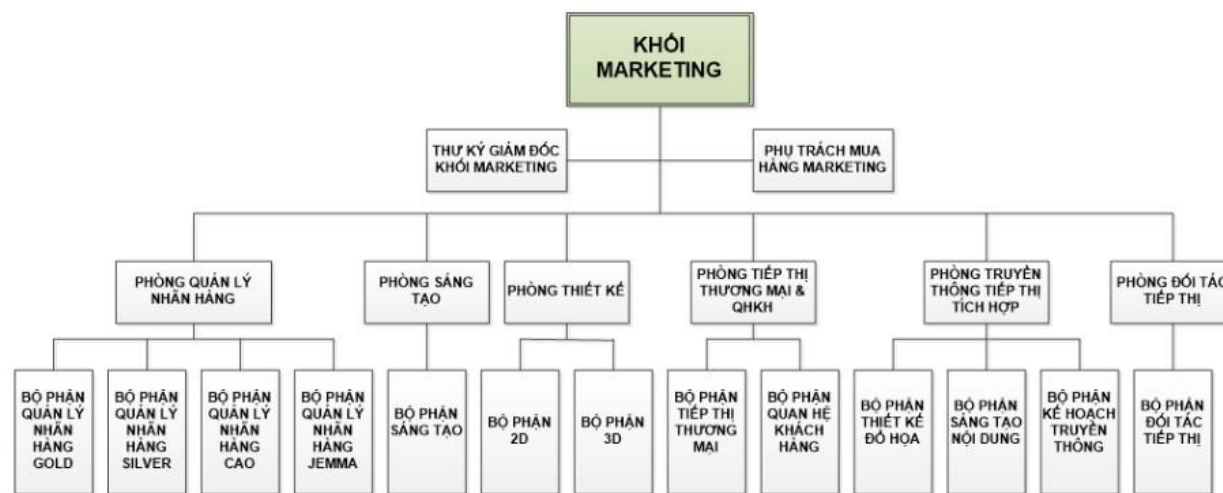 KHỐI
MARKETING
THƯ KÝ GIÁM ĐỐC
KHỐI MARKETING
PHỤ TRÁCH MUA
HÀNG MARKETING
PHÒNG QUẢN LÝ
NHÃN HÀNG
PHÒNG SÁNG
TẠO
PHÒNG THIẾT KẾ
PHÒNG TIẾP THỊ
THƯƠNG MẠI &
QHKH
PHÒNG TRUYỀN
THÔNG TIẾP THỊ
TÍCH HỢP
PHÒNG ĐỐI TÁC
TIẾP THỊ
BỘ PHẬN
QUẢN LÝ
NHÃN
HÀNG
GOLD
BỘ PHẬN
QUẢN LÝ
NHÃN
HÀNG
SILVER
BỘ PHẬN
QUẢN LÝ
NHÃN
HÀNG
CAO
BỘ PHẬN
QUẢN LÝ
NHÃN
HÀNG
JEMMA
BỘ PHẬN
SÁNG TẠO
BỘ PHẬN
2D
BỘ PHẬN
3D
BỘ PHẬN
TIẾP THỊ
THƯƠNG
MẠI
BỘ PHẬN
QUAN HỆ
KHÁCH
HÀNG
BỘ PHẬN
THIẾT KẾ
ĐỒ HỌA
BỘ PHẬN
SÁNG TẠO
NỘI DUNG
BỘ PHẬN
KẾ HOẠCH
TRUYỀN
THÔNG
BỘ PHẬN
ĐỐI TÁC
TIẾP THỊ